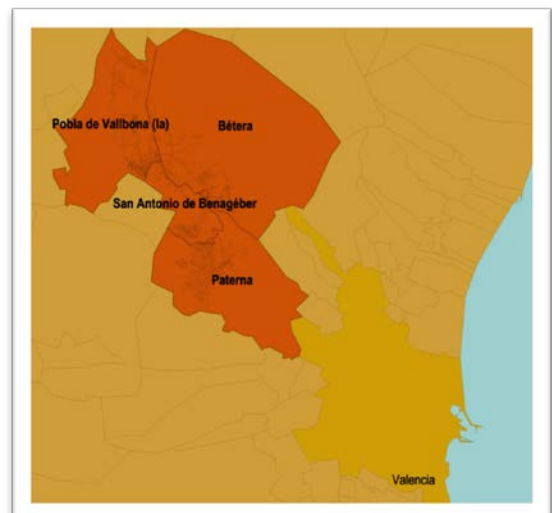 Pobla de Vallbona (la)
Bétera
San Antonio de Benagéber
Paterna
Valencia